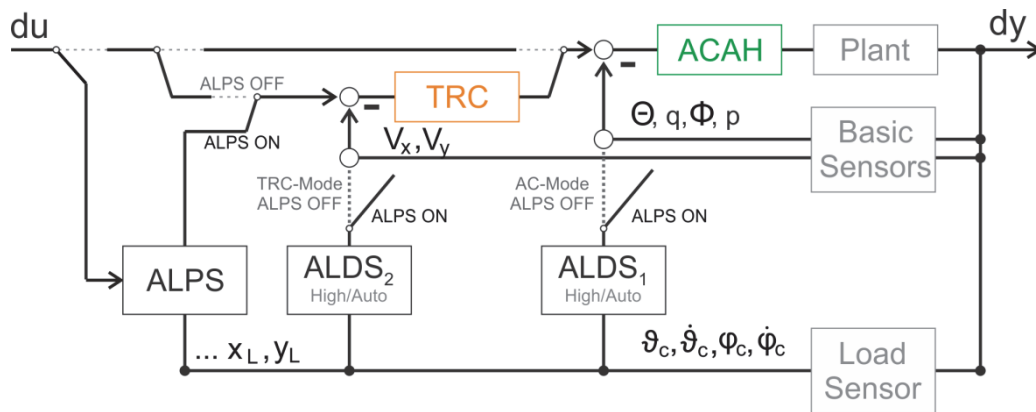 du
dy
ACAH
Plant
ALPS OFF
TRC
-
-
Θ, q,Φ, p
Basic
Sensors
ALPS ON
Vx,Vy
TRC-Mode
ALPS OFF
AC-Mode
ALPS OFF
ALPS ON
ALPS ON
ALPS
ALDS2
High/Auto
ALDS1
High/Auto
... xL,yL
ϑc,ϑ̇c,φc,φ̇c
Load
Sensor